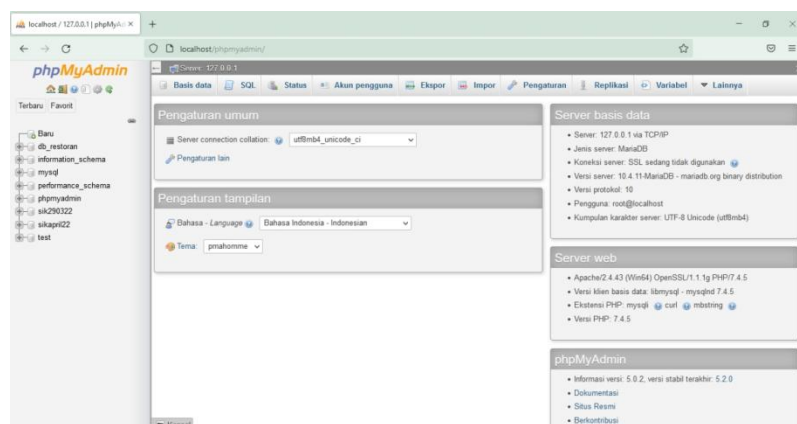 localhost / 127.0.0.1 | phpMyAd
localhost/phpmyadmin/
phpMyAdmin
Terbaru Favorit
Baru
db_restoran
information_schema
mysql
performance_schema
phpmyadmin
sik290322
sikapril22
test
Server: 127.0.0.1
Basis data SQL Status Akun pengguna Ekspor Impor Pengaturan Replikasi Variabel Lainnya
Pengaturan umum
Server connection collation: utf8mb4_unicode_ci
Pengaturan lain
Pengaturan tampilan
Bahasa - Language Bahasa Indonesia - Indonesian
Tema: pmahomme
Server basis data
• Server: 127.0.0.1 via TCP/IP
• Jenis server: MariaDB
• Koneksi server: SSL sedang tidak digunakan
• Versi server: 10.4.11-MariaDB - mariadb.org binary distribution
• Versi protokol: 10
• Pengguna: root@localhost
• Kumpulan karakter server: UTF-8 Unicode (utf8mb4)
Server web
• Apache/2.4.43 (Win64) OpenSSL/1.1.1g PHP/7.4.5
• Versi klien basis data: libmysql - mysqlnd 7.4.5
• Ekstensi PHP: mysqli curl mbstring
• Versi PHP: 7.4.5
phpMyAdmin
• Informasi versi: 5.0.2, versi stabil terakhir: 5.2.0
• Dokumentasi
• Situs Resmi
• Berkontribusi